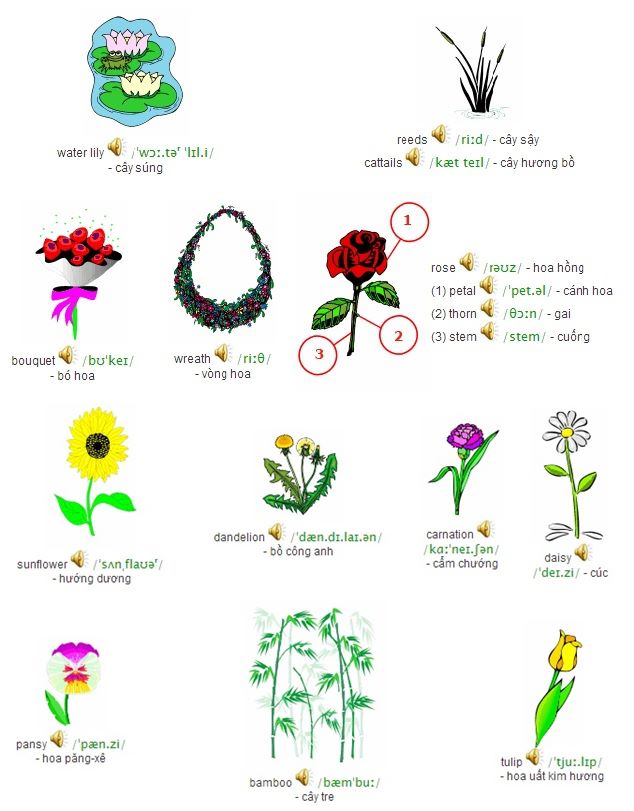 water lily /ˈwɔː.təʳ ˈlɪl.i/
- cây súng
reeds /riːd/ - cây sậy
cattails /kæt teɪl/ - cây hương bồ
bouquet /bʊˈkeɪ/
- bó hoa
wreath /riːθ/
- vòng hoa
1
2
3
rose /rəʊz/ - hoa hồng
(1) petal /ˈpet.əl/ - cánh hoa
(2) thorn /θɔːn/ - gai
(3) stem /stem/ - cuống
sunflower /ˈsʌnˌflaʊəʳ/
- hướng dương
dandelion /ˈdæn.dɪ.laɪ.ən/
- bồ công anh
carnation
/kɑːˈneɪ.ʃən/
- cẩm chướng
daisy
/ˈdeɪ.zi/ - cúc
pansy /ˈpæn.zi/
- hoa păng-xê
bamboo /bæmˈbuː/
- cây tre
tulip /ˈtjuː.lɪp/
- hoa uất kim hương